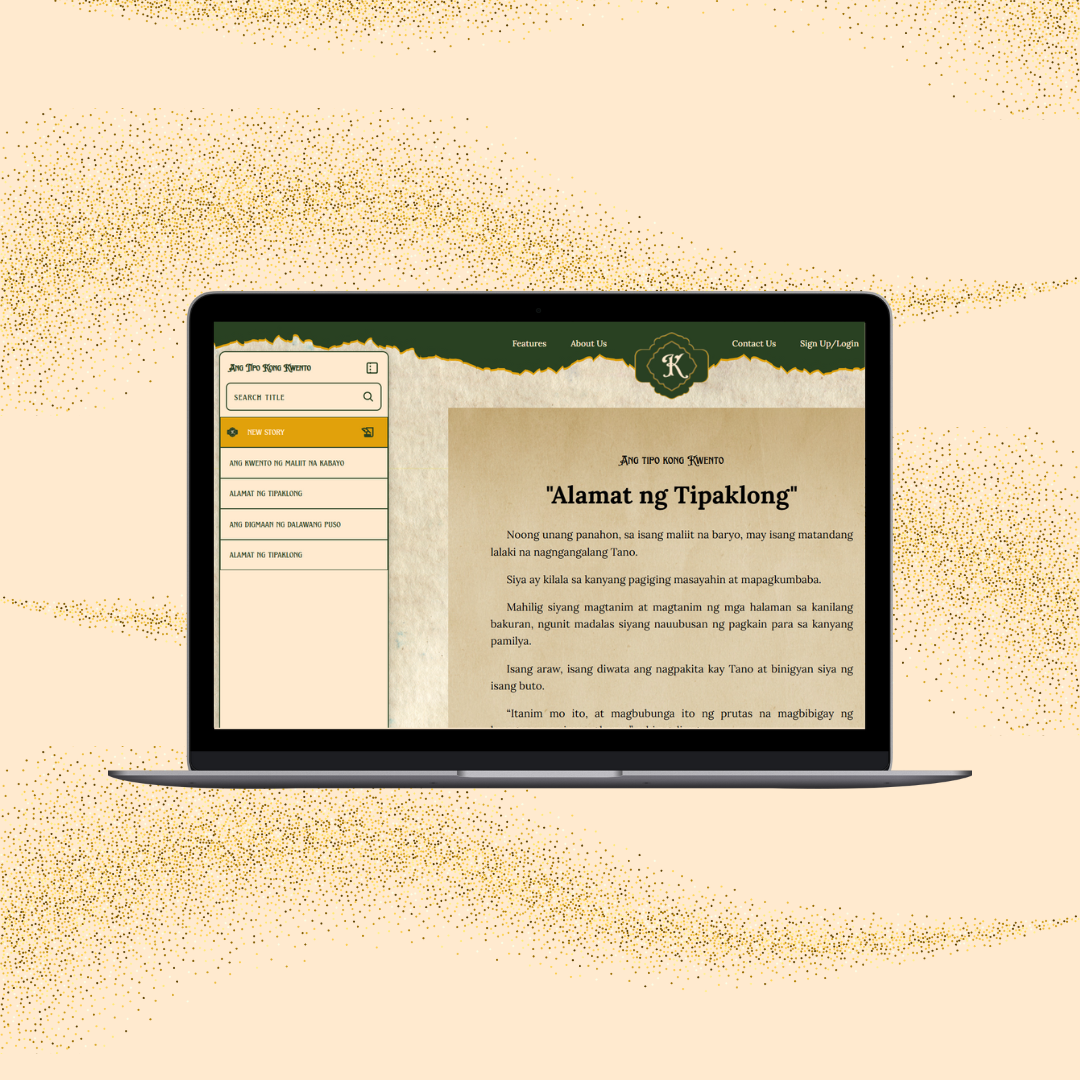 Features
About Us
K
Contact Us
Sign Up/Login
Ang Tipo Kong Kwento
SEARCH TITLE
NEW STORY
ANG KWENTO NG MALIIT NA KABAYO
ALAMAT NG TIPAKLONG
ANG DIGMAAN NG DALAWANG PUSO
ALAMAT NG TIPAKLONG
Ang tipo kong Kwento
"Alamat ng Tipaklong"
Noong unang panahon, sa isang maliit na baryo, may isang matandang
lalaki na nagngangalang Tano.
Siya ay kilala sa kanyang pagiging masayahin at mapagkumbaba.
Mahilig siyang magtanim at magtanim ng mga halaman sa kanilang
bakuran, ngunit madalas siyang nauubusan ng pagkain para sa kanyang
pamilya.
Isang araw, isang diwata ang nagpakita kay Tano at binigyan siya ng
isang buto.
“Itanim mo ito, at magbubunga ito ng prutas na magbibigay ng